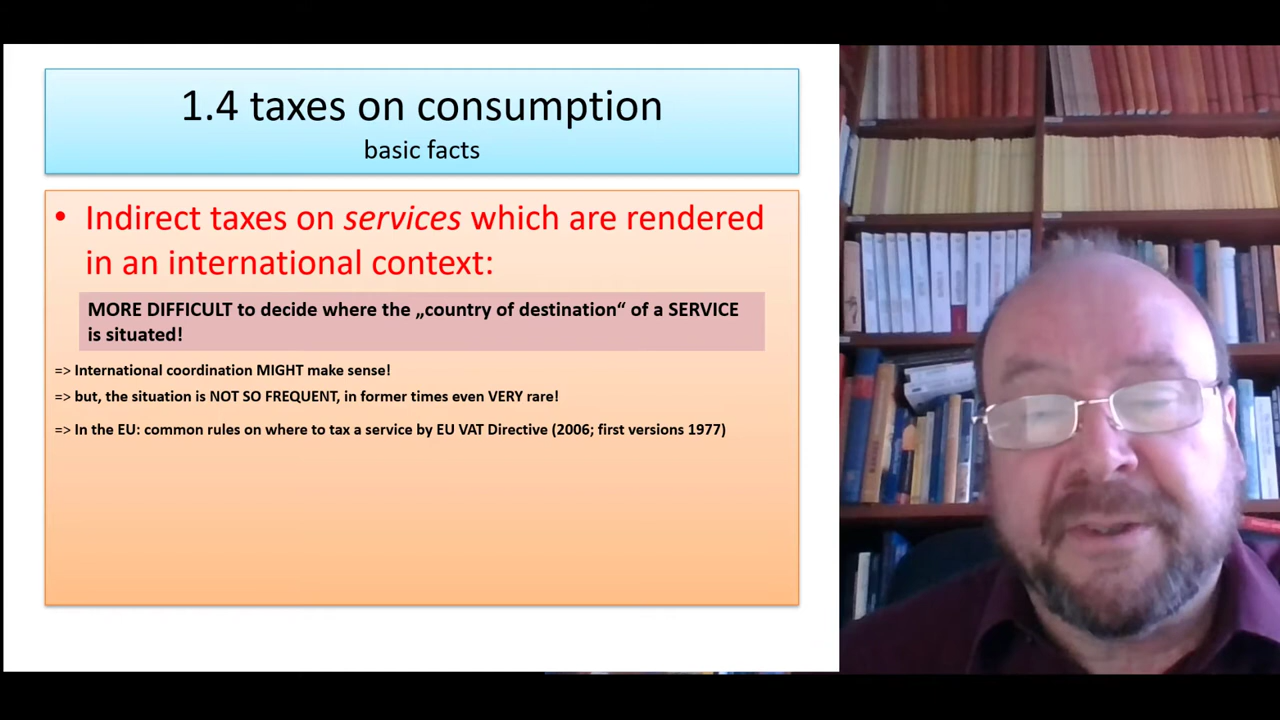 1.4 taxes on consumption
basic facts
• Indirect taxes on services which are rendered
in an international context:
MORE DIFFICULT to decide where the „country of destination“ of a SERVICE
is situated!
=> International coordination MIGHT make sense!
=> but, the situation is NOT SO FREQUENT, in former times even VERY rare!
=> In the EU: common rules on where to tax a service by EU VAT Directive (2006; first versions 1977)